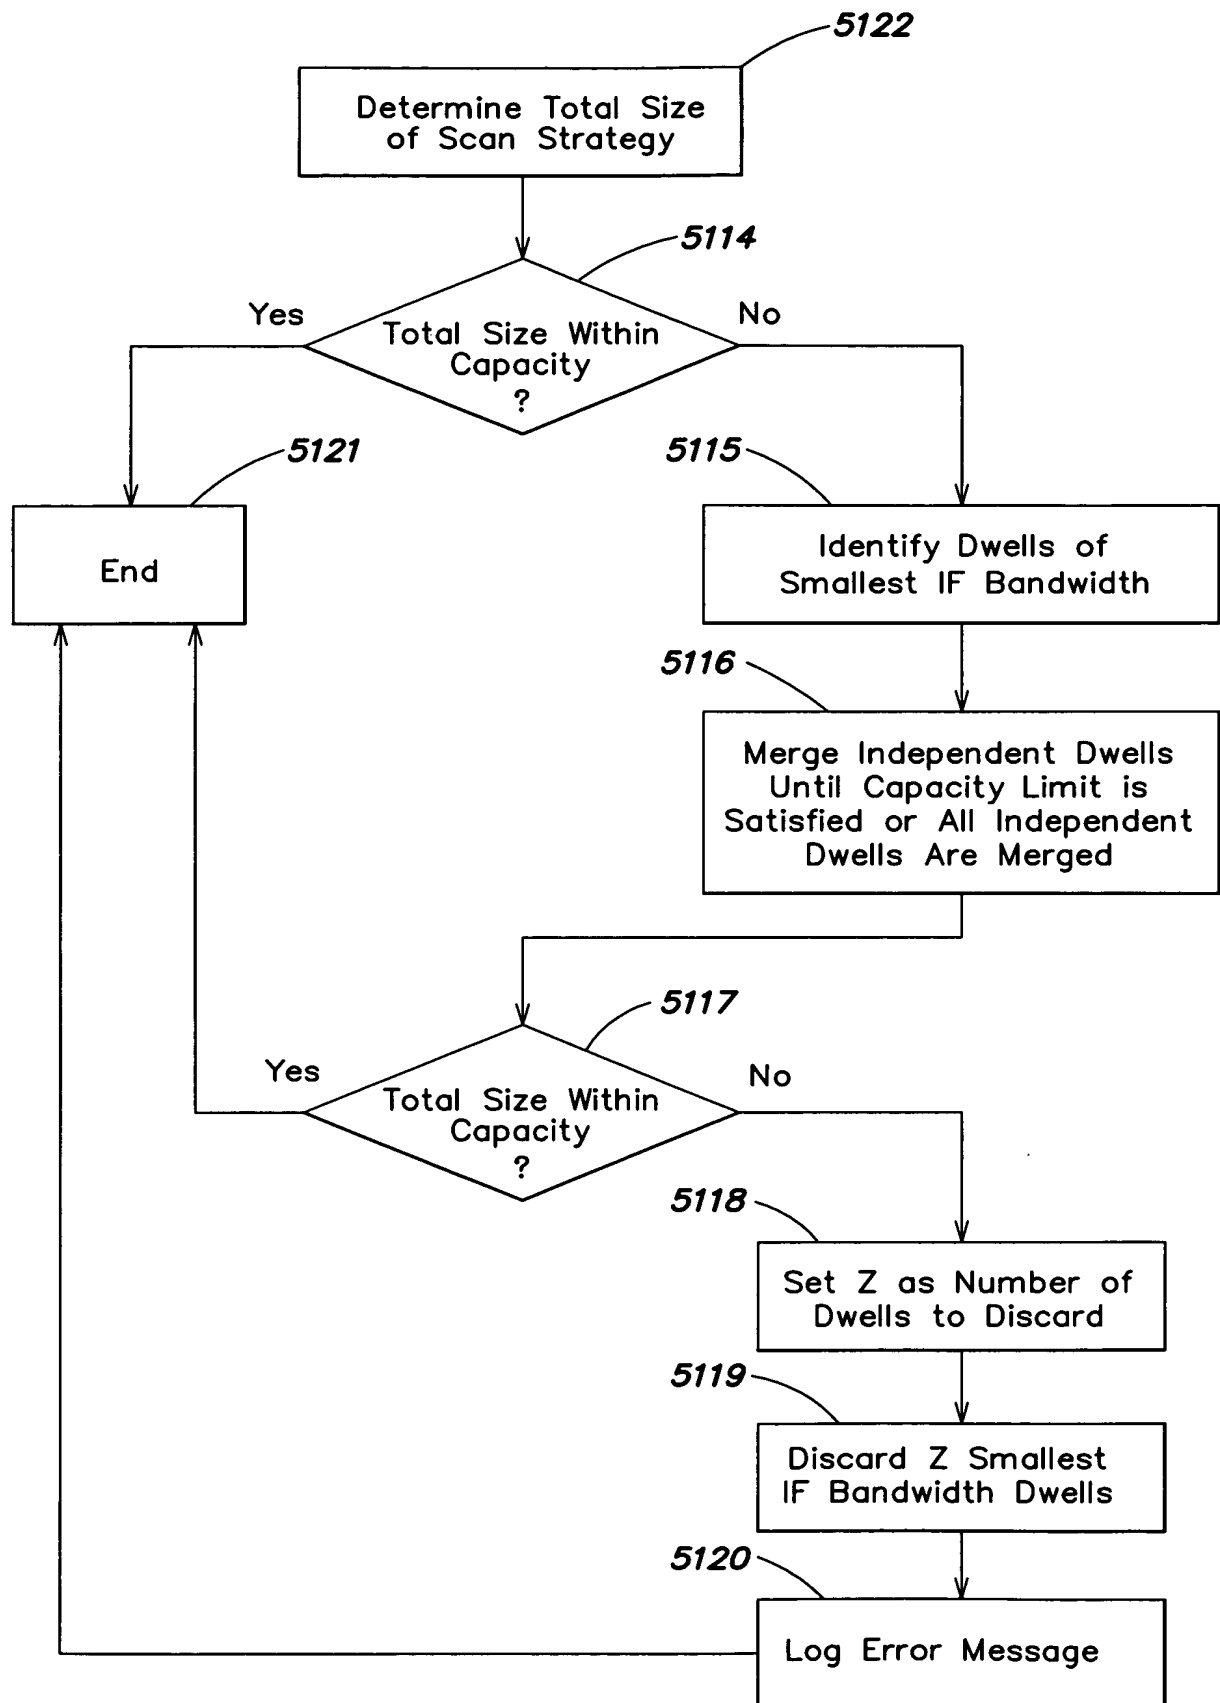 5122
Determine Total Size
of Scan Strategy
5114
Yes
No
Total Size Within
Capacity
?
5121
5115
End
Identify Dwells of
Smallest IF Bandwidth
5116
Merge Independent Dwells
Until Capacity Limit is
Satisfied or All Independent
Dwells Are Merged
5117
Yes
No
Total Size Within
Capacity
?
5118
Set Z as Number of
Dwells to Discard
5119
Discard Z Smallest
IF Bandwidth Dwells
5120
Log Error Message